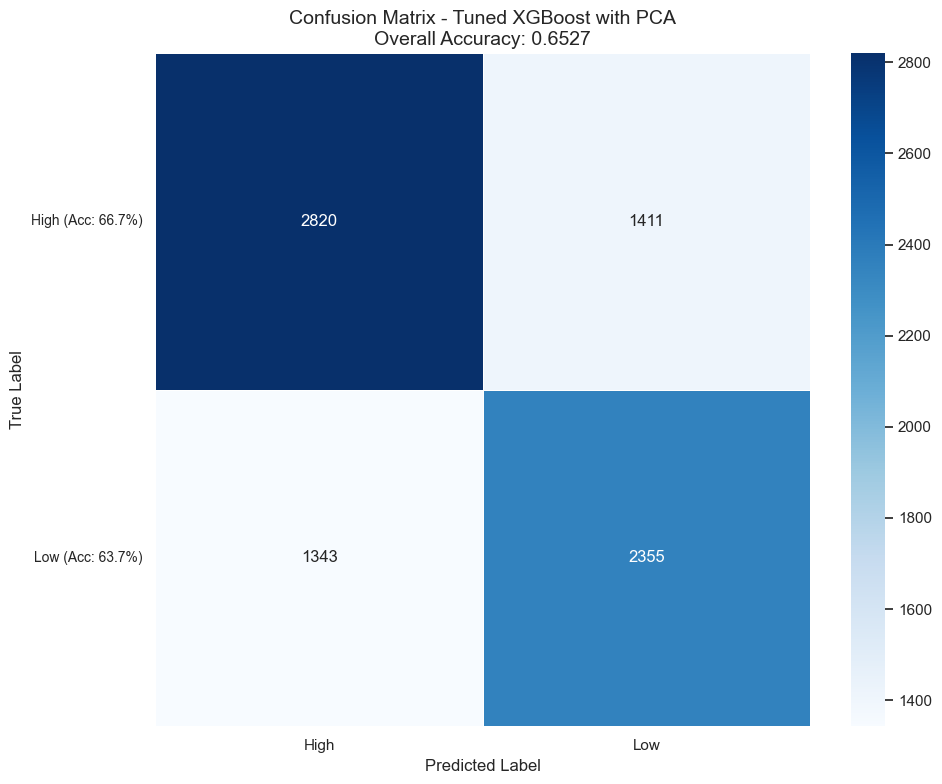 Confusion Matrix - Tuned XGBoost with PCA
Overall Accuracy: 0.6527
High (Acc: 66.7%)
2820
1411
Low (Acc: 63.7%)
1343
2355
True Label
High
Low
Predicted Label
2800
2600
2400
2200
2000
1800
1600
1400